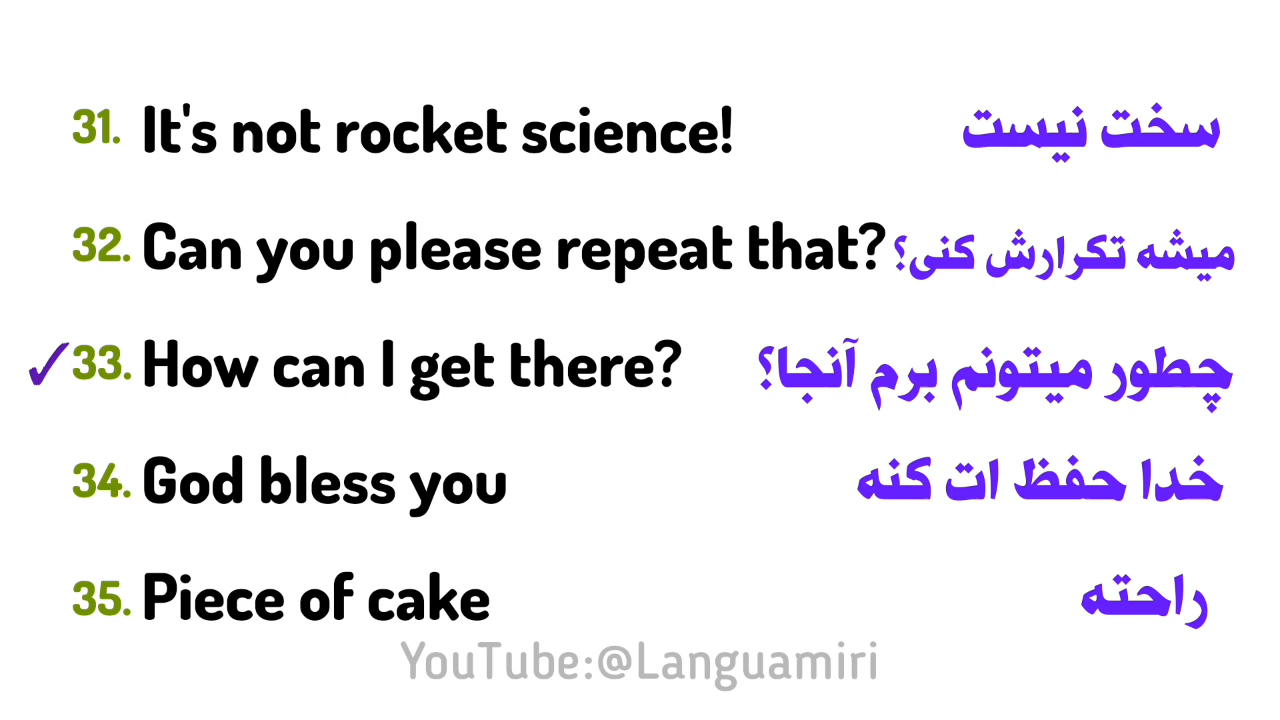 31. It's not rocket science! سخت نیست
32. Can you please repeat that? میشه تکرارش کنی؟
✓33. How can I get there? چطور میتونم برم آنجا؟
34. God bless you خدا حفظ ات کنه
35. Piece of cake راحته
YouTube:@Languamiri